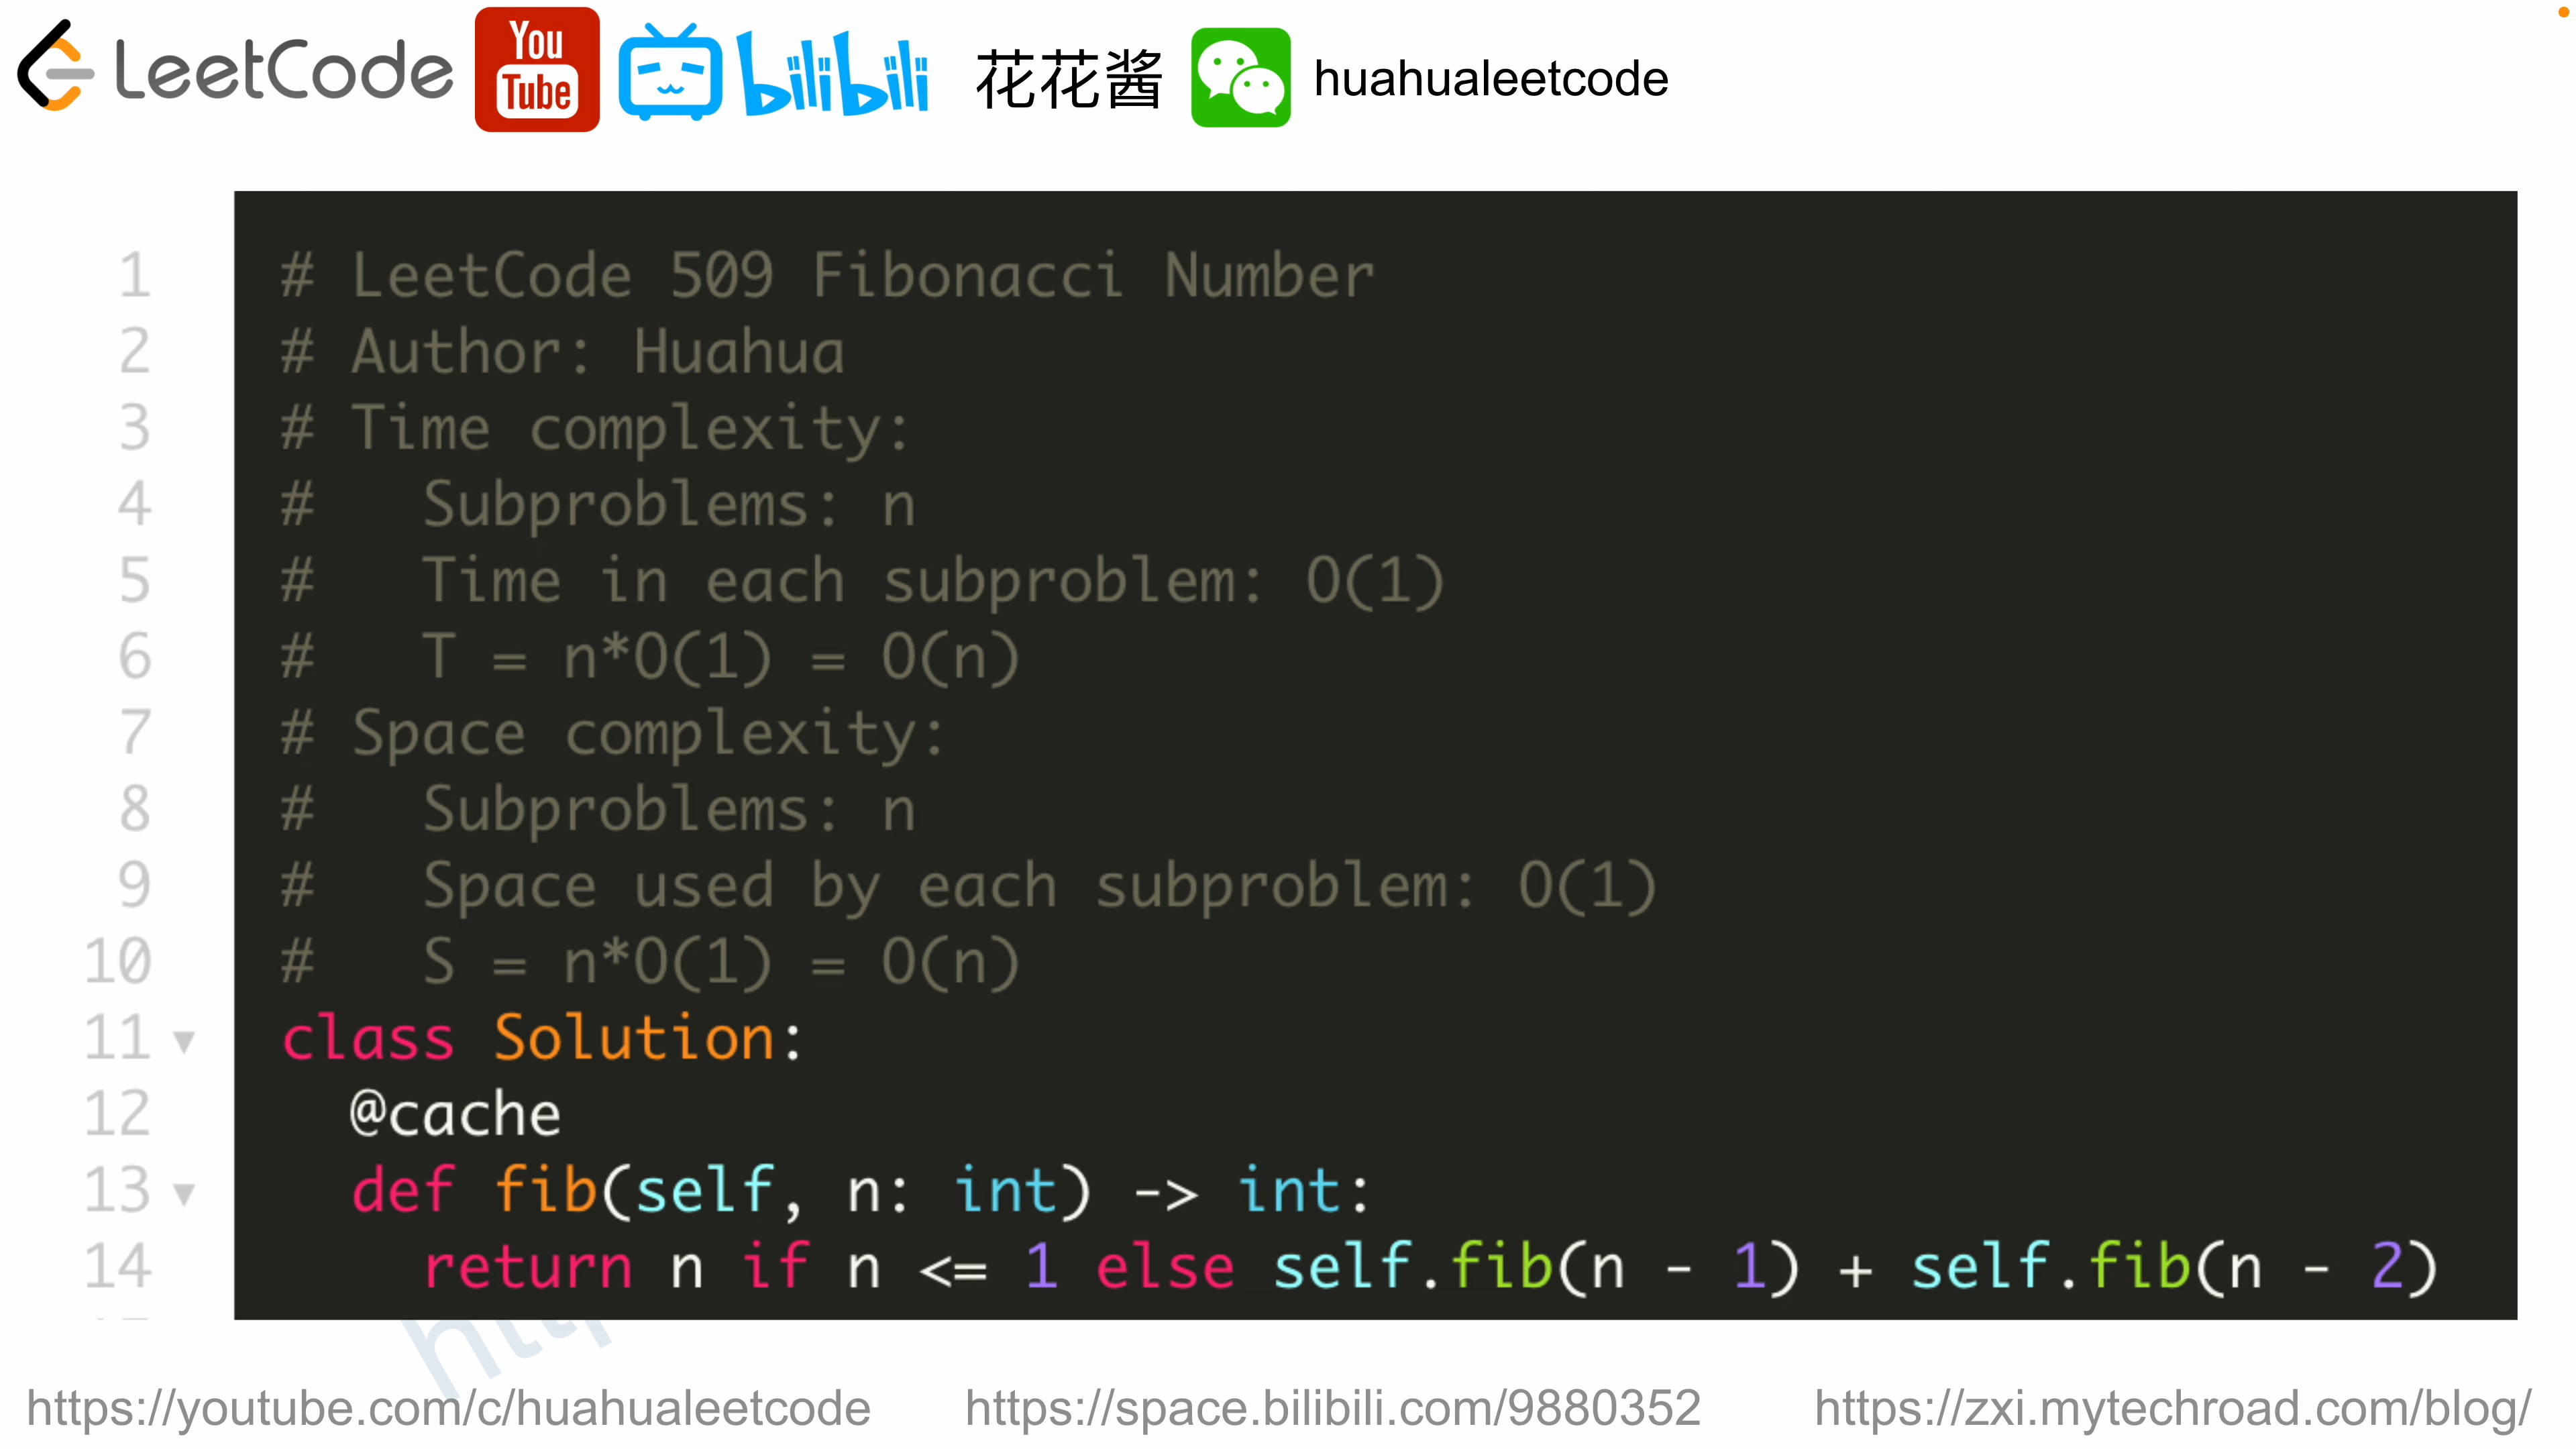 LeetCode You Tube bilibili 花花酱 huahualeetcode
1 # LeetCode 509 Fibonacci Number
2 # Author: Huahua
3 # Time complexity:
4 #   Subproblems: n
5 #   Time in each subproblem: O(1)
6 #   T = n*O(1) = O(n)
7 # Space complexity:
8 #   Subproblems: n
9 #   Space used by each subproblem: O(1)
10 #   S = n*O(1) = O(n)
11 ▼ class Solution:
12   @cache
13 ▼   def fib(self, n: int) -> int:
14     return n if n <= 1 else self.fib(n - 1) + self.fib(n - 2)
https://youtube.com/c/huahualeetcode https://space.bilibili.com/9880352 https://zxi.mytechroad.com/blog/